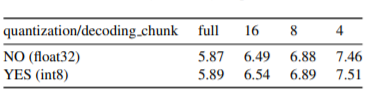 quantization/decoding_chunk full 16 8 4
NO (float32) 5.87 6.49 6.88 7.46
YES (int8) 5.89 6.54 6.89 7.51